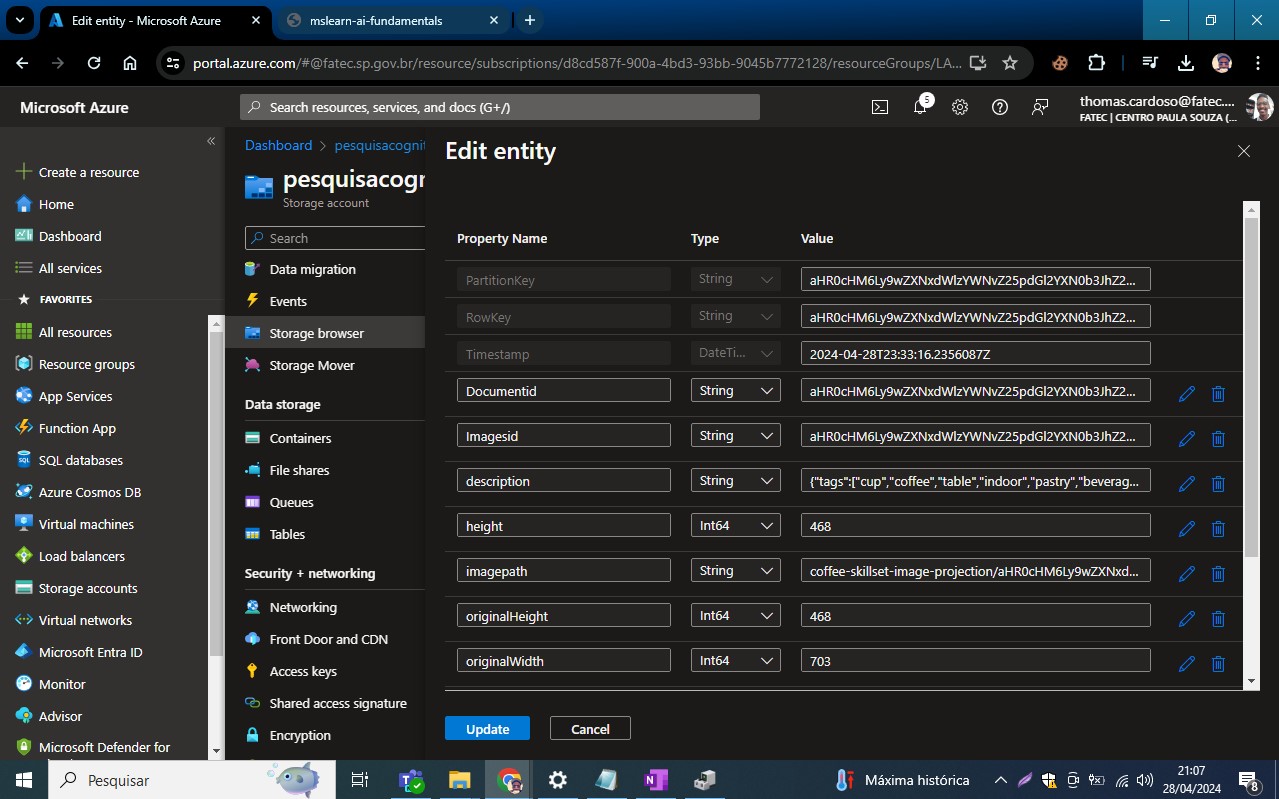 Edit entity - Microsoft Azure
mslearn-ai-fundamentals
portal.azure.com/#@fatec.sp.gov.br/resource/subscriptions/d8cd587f-900a-4bd3-93bb-9045b7772128/resourceGroups/LA...
Microsoft Azure
Search resources, services, and docs (G+/)
5
thomas.cardoso@fatec....
FATEC | CENTRO PAULA SOUZA (...
Create a resource
Home
Dashboard
All services
FAVORITES
All resources
Resource groups
App Services
Function App
SQL databases
Azure Cosmos DB
Virtual machines
Load balancers
Storage accounts
Virtual networks
Microsoft Entra ID
Monitor
Advisor
Microsoft Defender for
Dashboard > pesquisacognit
pesquisacogr
Storage account
Search
Data migration
Events
Storage browser
Storage Mover
Data storage
Containers
File shares
Queues
Tables
Security + networking
Networking
Front Door and CDN
Access keys
Shared access signature
Encryption
Edit entity
Property Name Type Value
PartitionKey String aHR0cHM6Ly9wZXNxdWlzYWNvZ25pdGl2YXN0b3JhZ2...
RowKey String aHR0cHM6Ly9wZXNxdWlzYWNvZ25pdGl2YXN0b3JhZ2...
Timestamp DateTi... 2024-04-28T23:33:16.2356087Z
Documentid String aHR0cHM6Ly9wZXNxdWlzYWNvZ25pdGl2YXN0b3JhZ2...
Imagesid String aHR0cHM6Ly9wZXNxdWlzYWNvZ25pdGl2YXN0b3JhZ2...
description String {"tags":["cup","coffee","table","indoor","pastry","beverag...
height Int64 468
imagepath String coffee-skillset-image-projection/aHR0cHM6Ly9wZXNxd...
originalHeight Int64 468
originalWidth Int64 703
Update Cancel
Pesquisar
Máxima histórica
21:07
28/04/2024
8